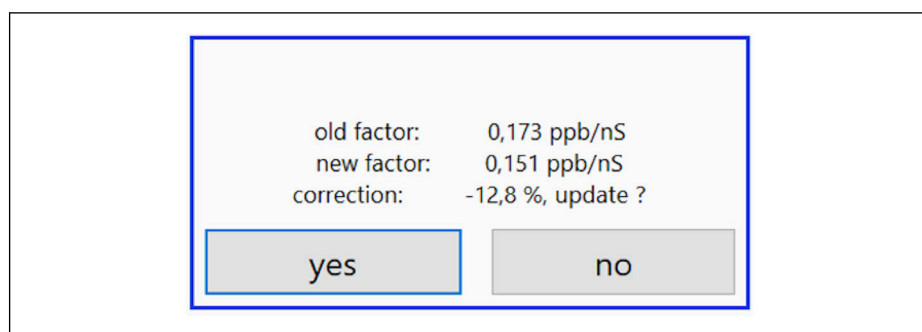 old factor: 0,173 ppb/nS
new factor: 0,151 ppb/nS
correction: -12,8 %, update ?
yes no